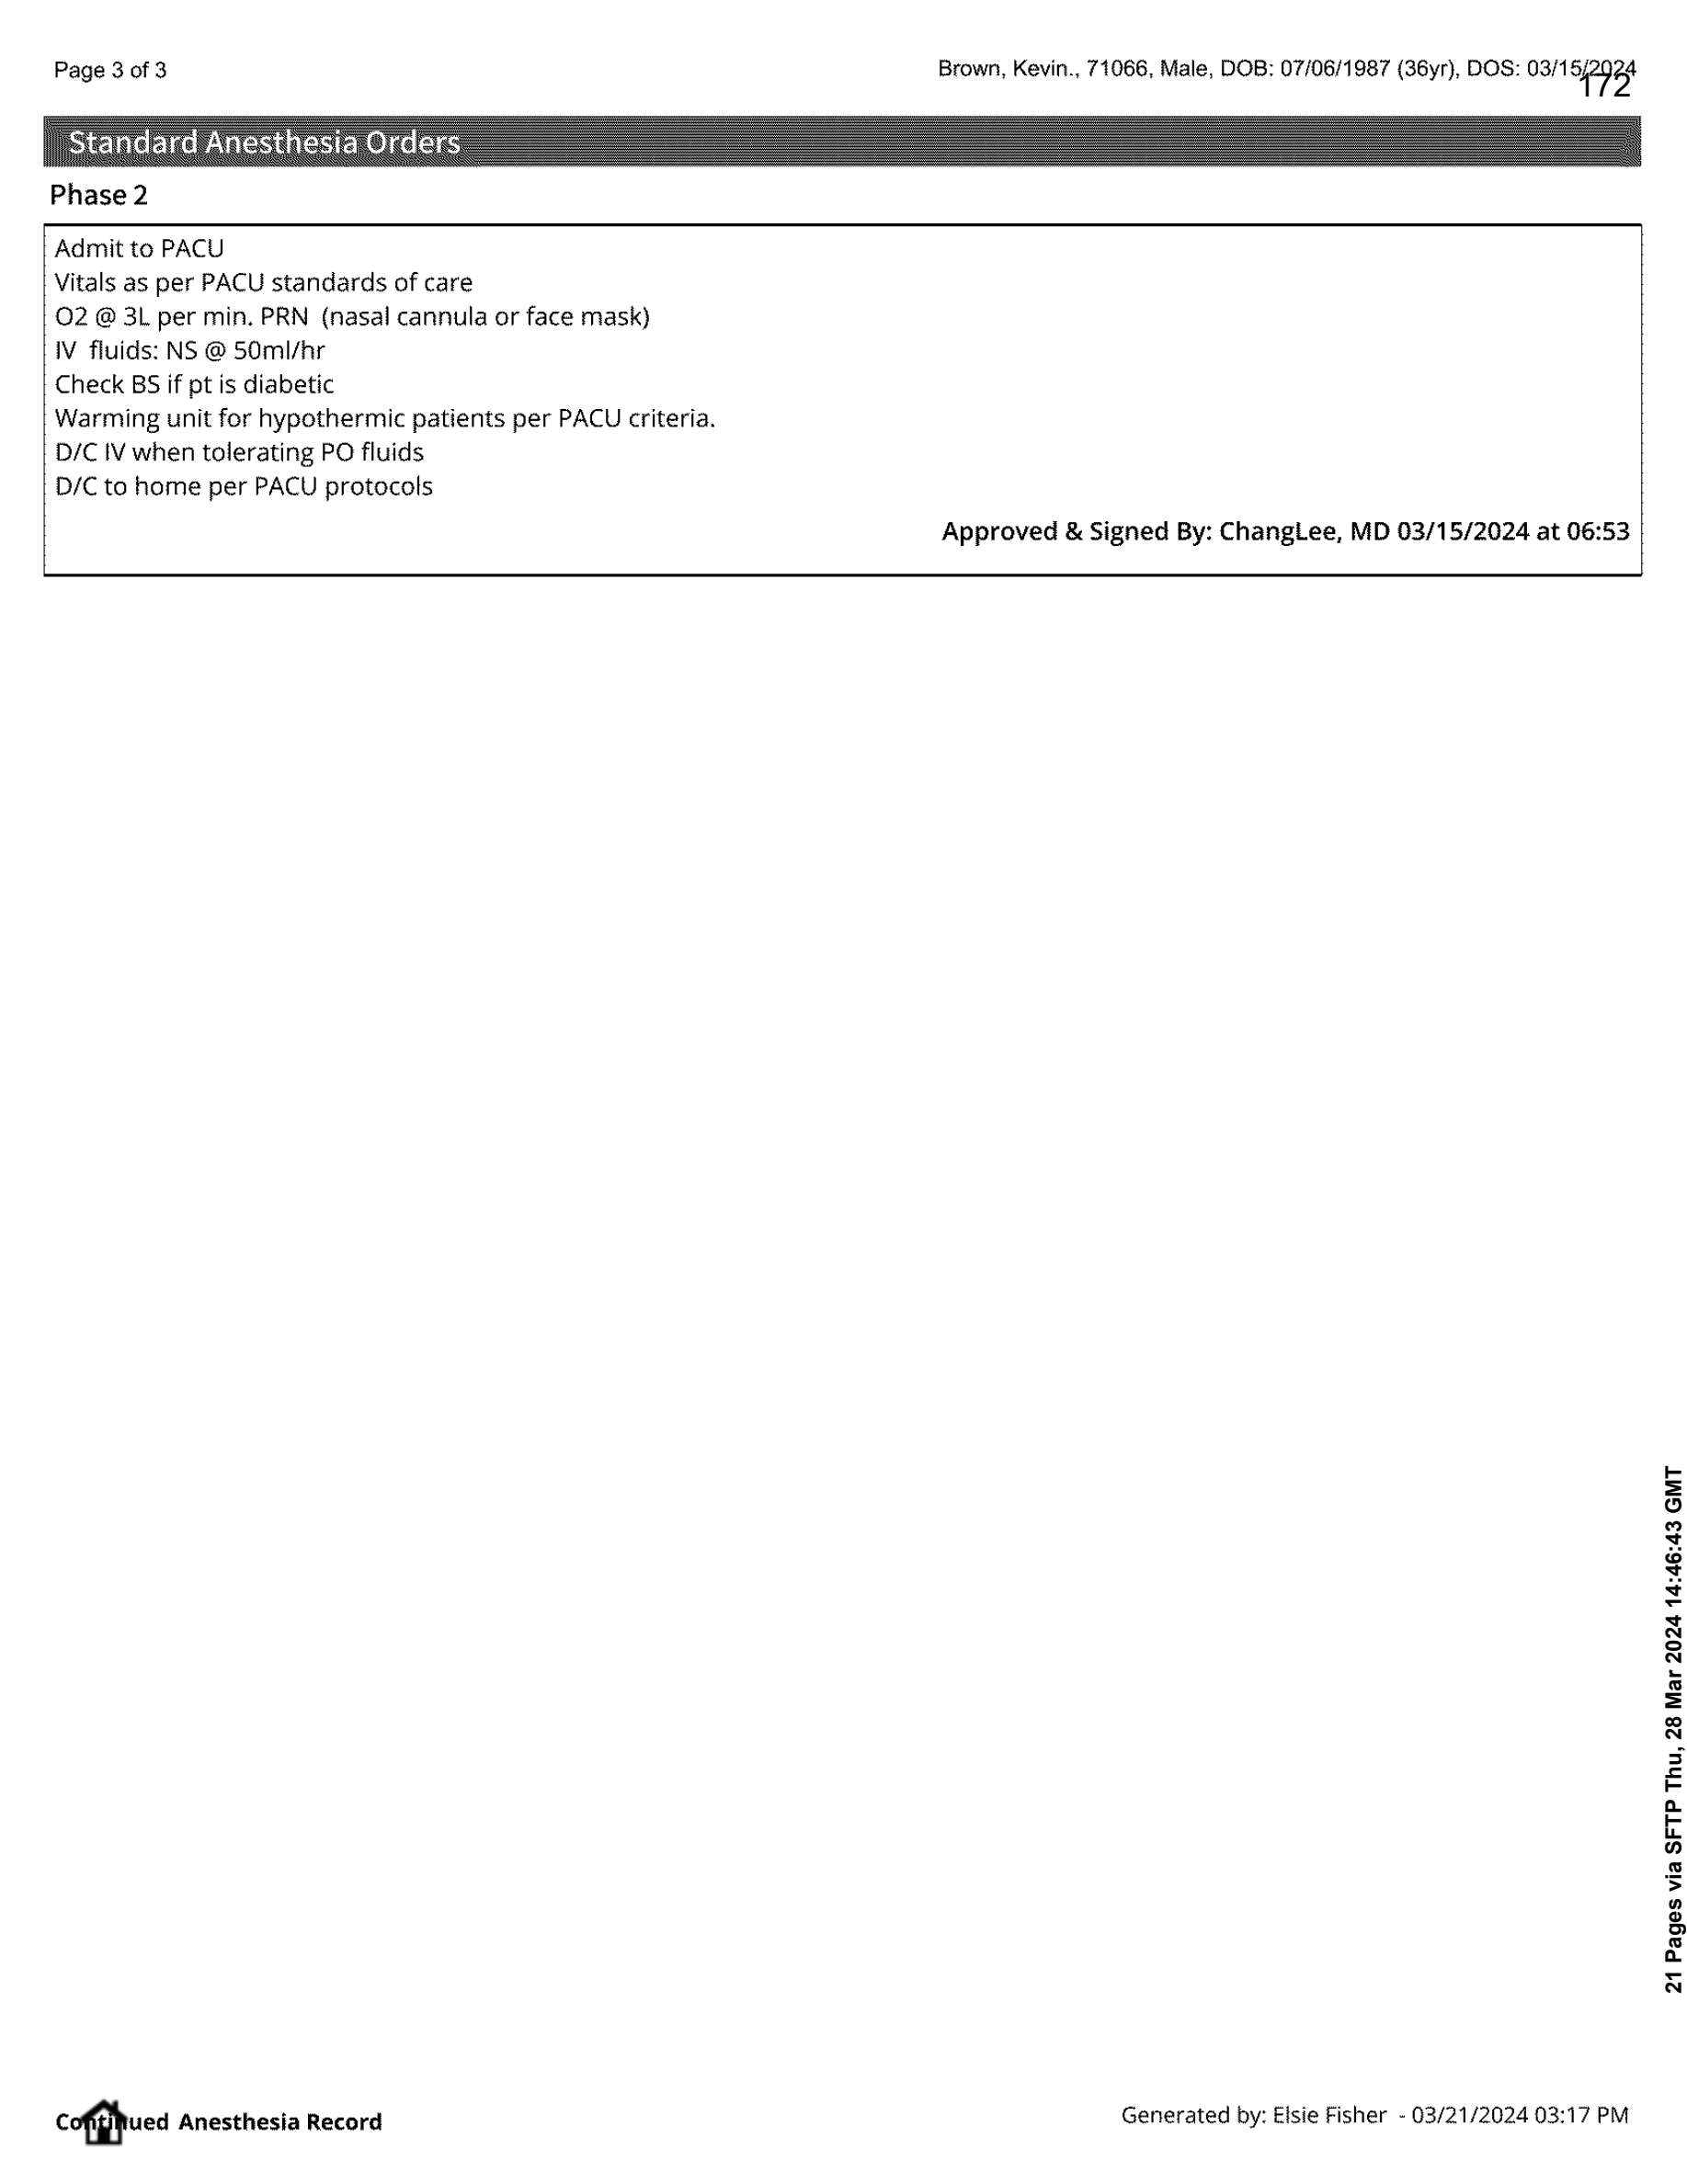 Page 3 of 3
Brown, Kevin., 71066, Male, DOB: 07/06/1987 (36yr), DOS: 03/15/2024
172
Standard Anesthesia Orders
Phase 2
Admit to PACU
Vitals as per PACU standards of care
O2 @ 3L per min. PRN  (nasal cannula or face mask)
IV  fluids: NS @ 50ml/hr
Check BS if pt is diabetic
Warming unit for hypothermic patients per PACU criteria.
D/C IV when tolerating PO fluids
D/C to home per PACU protocols
Approved & Signed By: ChangLee, MD 03/15/2024 at 06:53
21 Pages via SFTP Thu, 28 Mar 2024 14:46:43 GMT
Continued Anesthesia Record
Generated by: Elsie Fisher  - 03/21/2024 03:17 PM